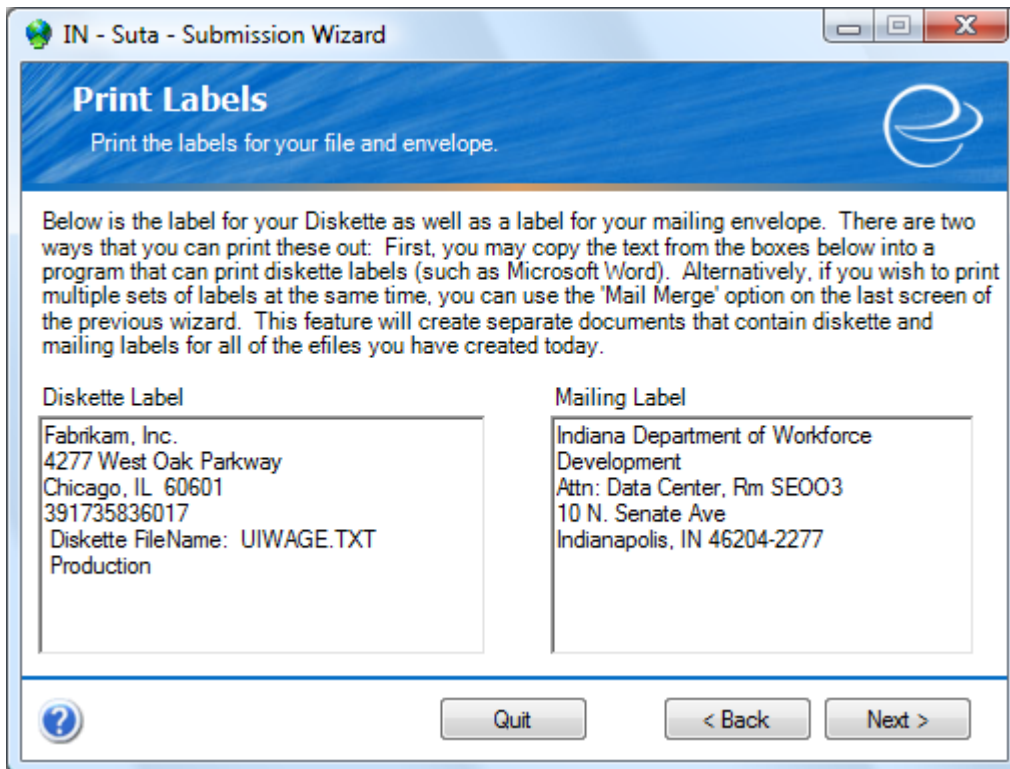 IN - Suta - Submission Wizard
Print Labels
Print the labels for your file and envelope.
Below is the label for your Diskette as well as a label for your mailing envelope.  There are two
ways that you can print these out:  First, you may copy the text from the boxes below into a
program that can print diskette labels (such as Microsoft Word).  Alternatively, if you wish to print
multiple sets of labels at the same time, you can use the 'Mail Merge' option on the last screen of
the previous wizard.  This feature will create separate documents that contain diskette and
mailing labels for all of the efiles you have created today.
Diskette Label
Fabrikam, Inc.
4277 West Oak Parkway
Chicago, IL  60601
391735836017
Diskette FileName:  UIWAGE.TXT
Production
Mailing Label
Indiana Department of Workforce
Development
Attn: Data Center, Rm SEOO3
10 N. Senate Ave
Indianapolis, IN 46204-2277
?
Quit
< Back
Next >